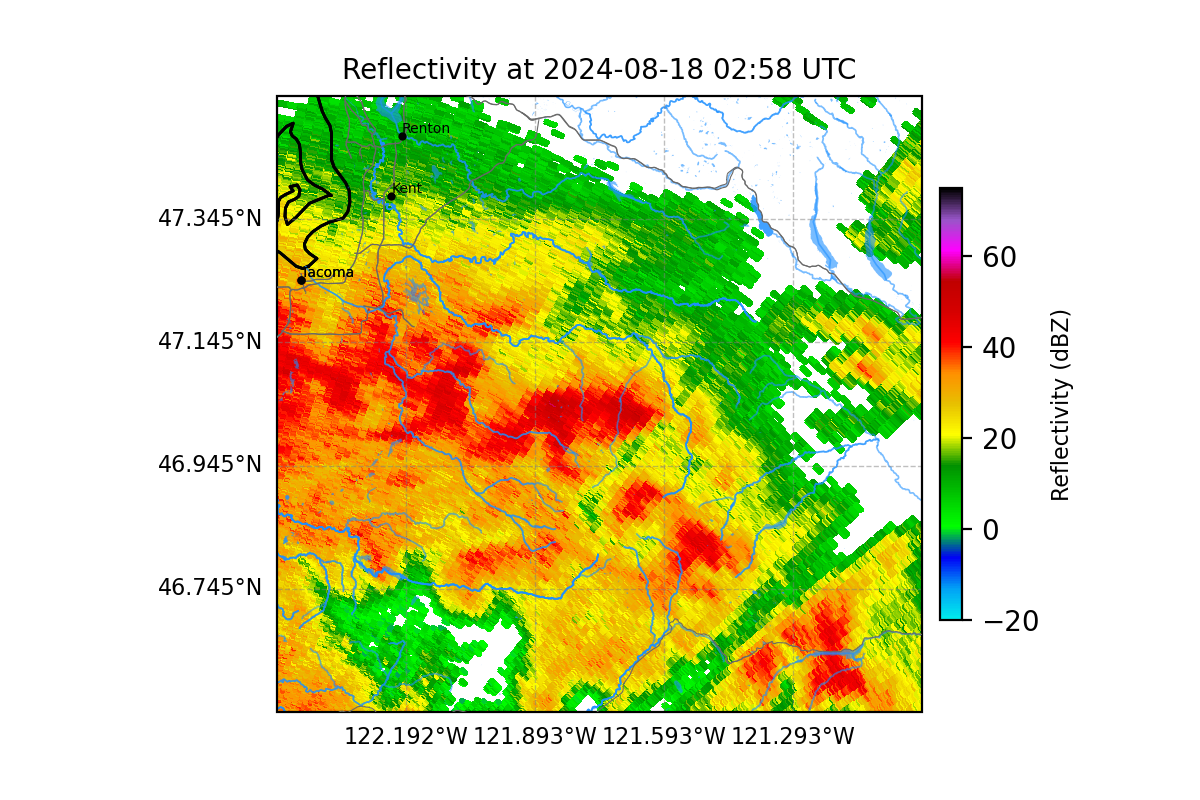 Reflectivity at 2024-08-18 02:58 UTC
Renton
Kent
Tacoma
47.345°N
47.145°N
46.945°N
46.745°N
122.192°W 121.893°W 121.593°W 121.293°W
60
40
20
0
−20
Reflectivity (dBZ)